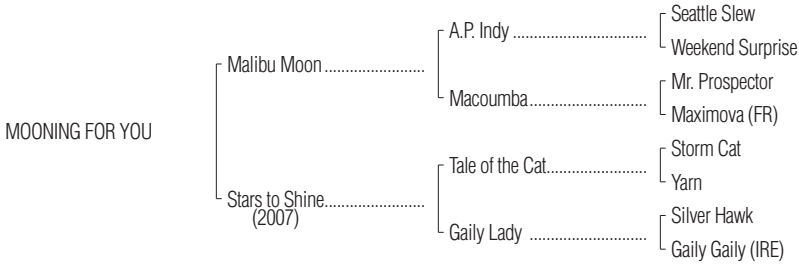 Seattle Slew
A.P. Indy ................................
Weekend Surprise
Malibu Moon........................
Mr. Prospector
Macoumba............................
Maximova (FR)
MOONING FOR YOU
Storm Cat
Tale of the Cat........................
Yarn
Stars to Shine........................
(2007)
Silver Hawk
Gaily Lady ............................
Gaily Gaily (IRE)